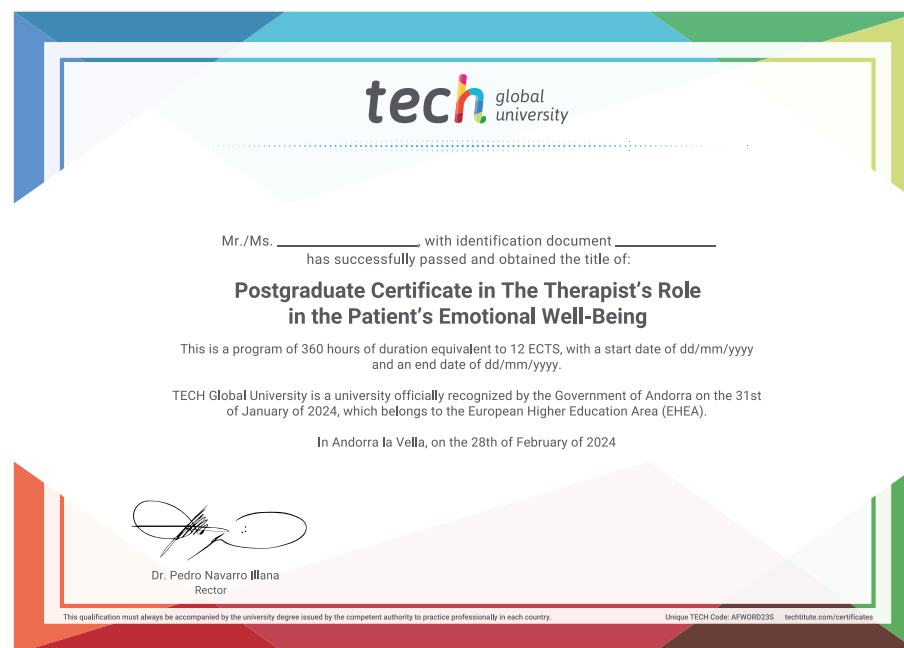 tech global
university
Mr./Ms. ____________, with identification document ____________
has successfully passed and obtained the title of:
Postgraduate Certificate in The Therapist's Role
in the Patient's Emotional Well-Being
This is a program of 360 hours of duration equivalent to 12 ECTS, with a start date of dd/mm/yyyy
and an end date of dd/mm/yyyy.
TECH Global University is a university officially recognized by the Government of Andorra on the 31st
of January of 2024, which belongs to the European Higher Education Area (EHEA).
In Andorra la Vella, on the 28th of February of 2024
Dr. Pedro Navarro Illana
Rector
This qualification must always be accompanied by the university degree issued by the competent authority to practice professionally in each country.
Unique TECH Code: AFWORD23S techtitute.com/certificates